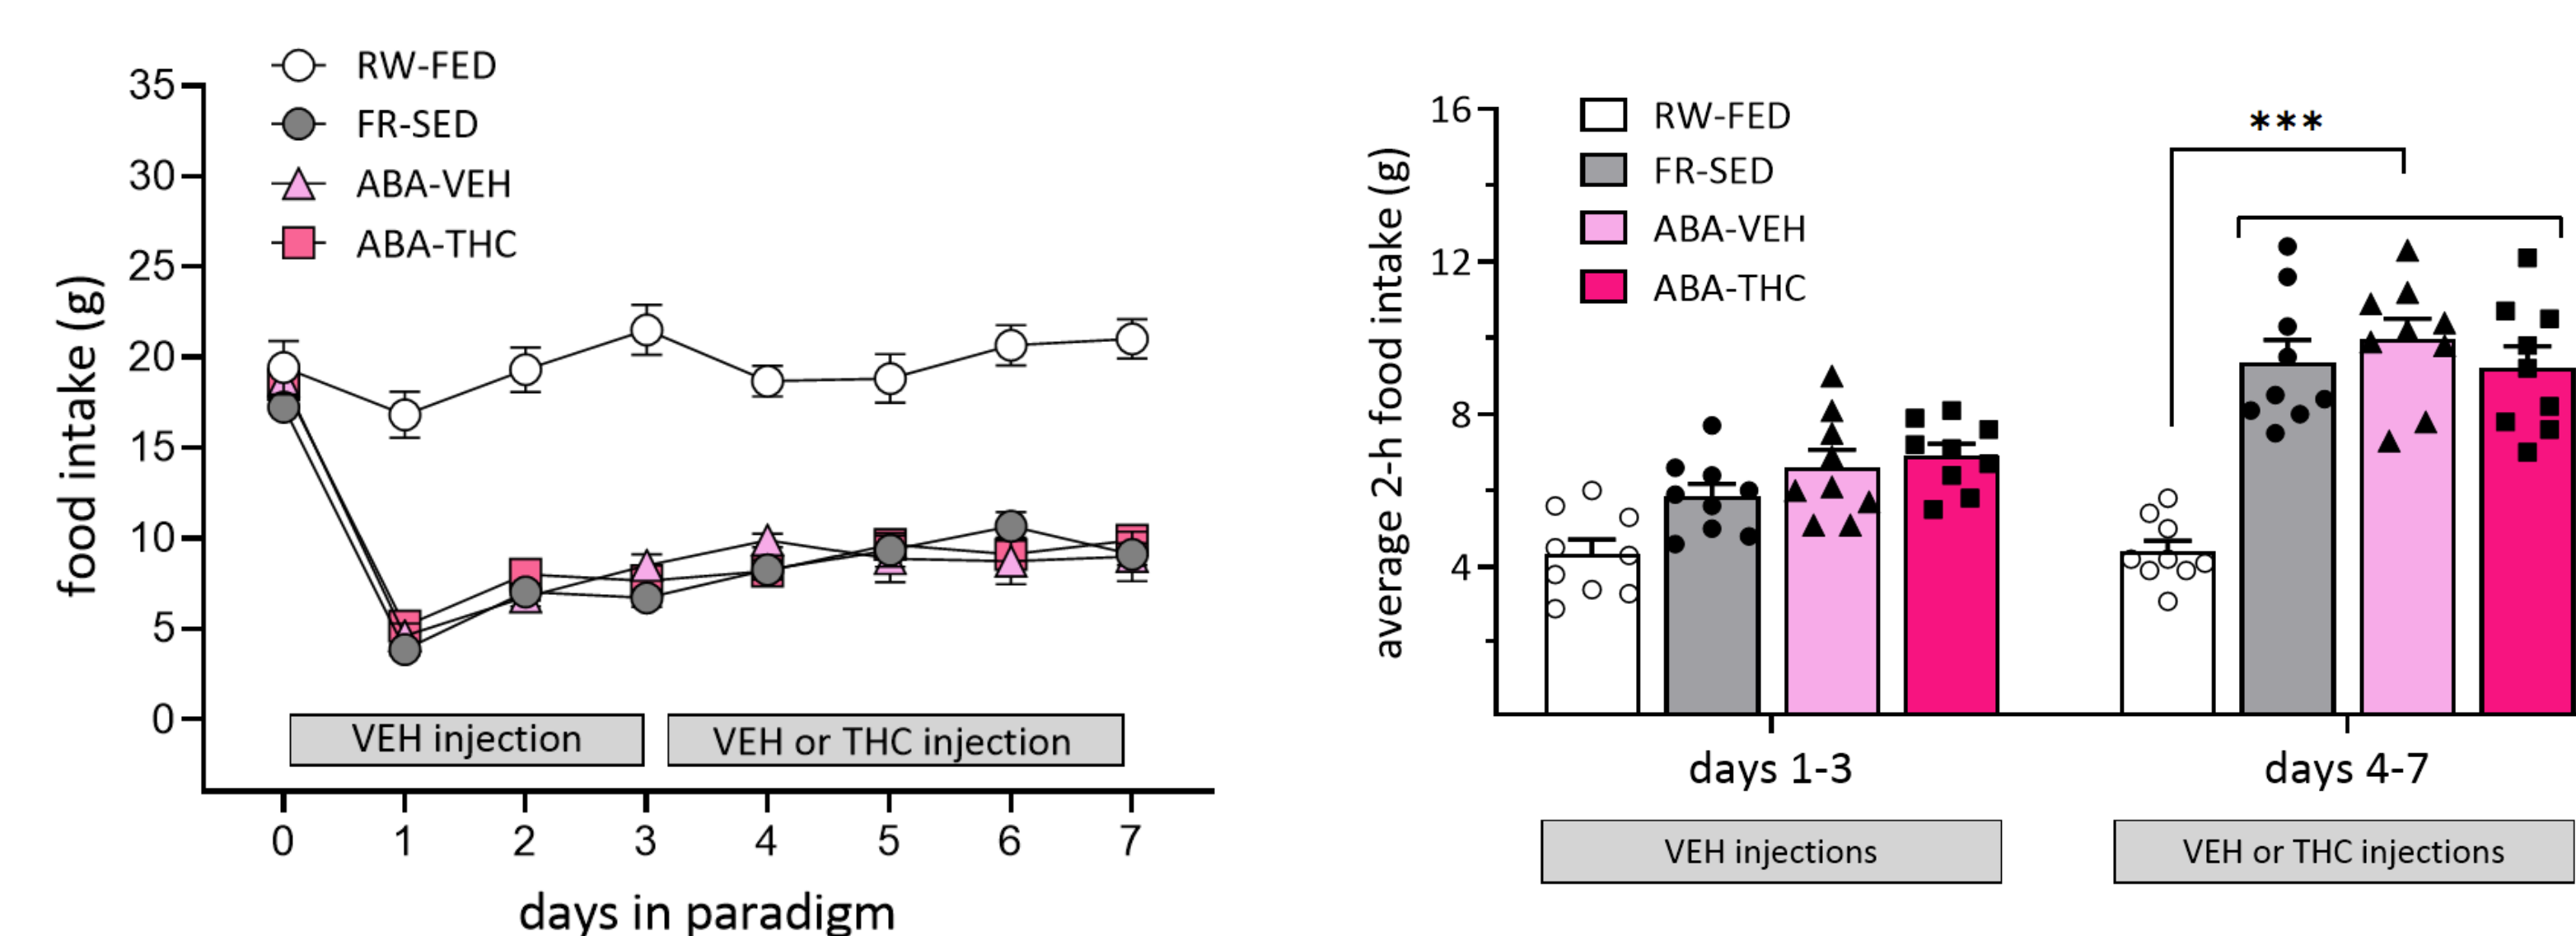 RW-FED
FR-SED
ABA-VEH
ABA-THC
35
30
25
20
15
10
5
0
food intake (g)
VEH injection
VEH or THC injection
0 1 2 3 4 5 6 7
days in paradigm
RW-FED
FR-SED
ABA-VEH
ABA-THC
16
12
8
4
average 2-h food intake (g)
***
days 1-3
days 4-7
VEH injections
VEH or THC injections